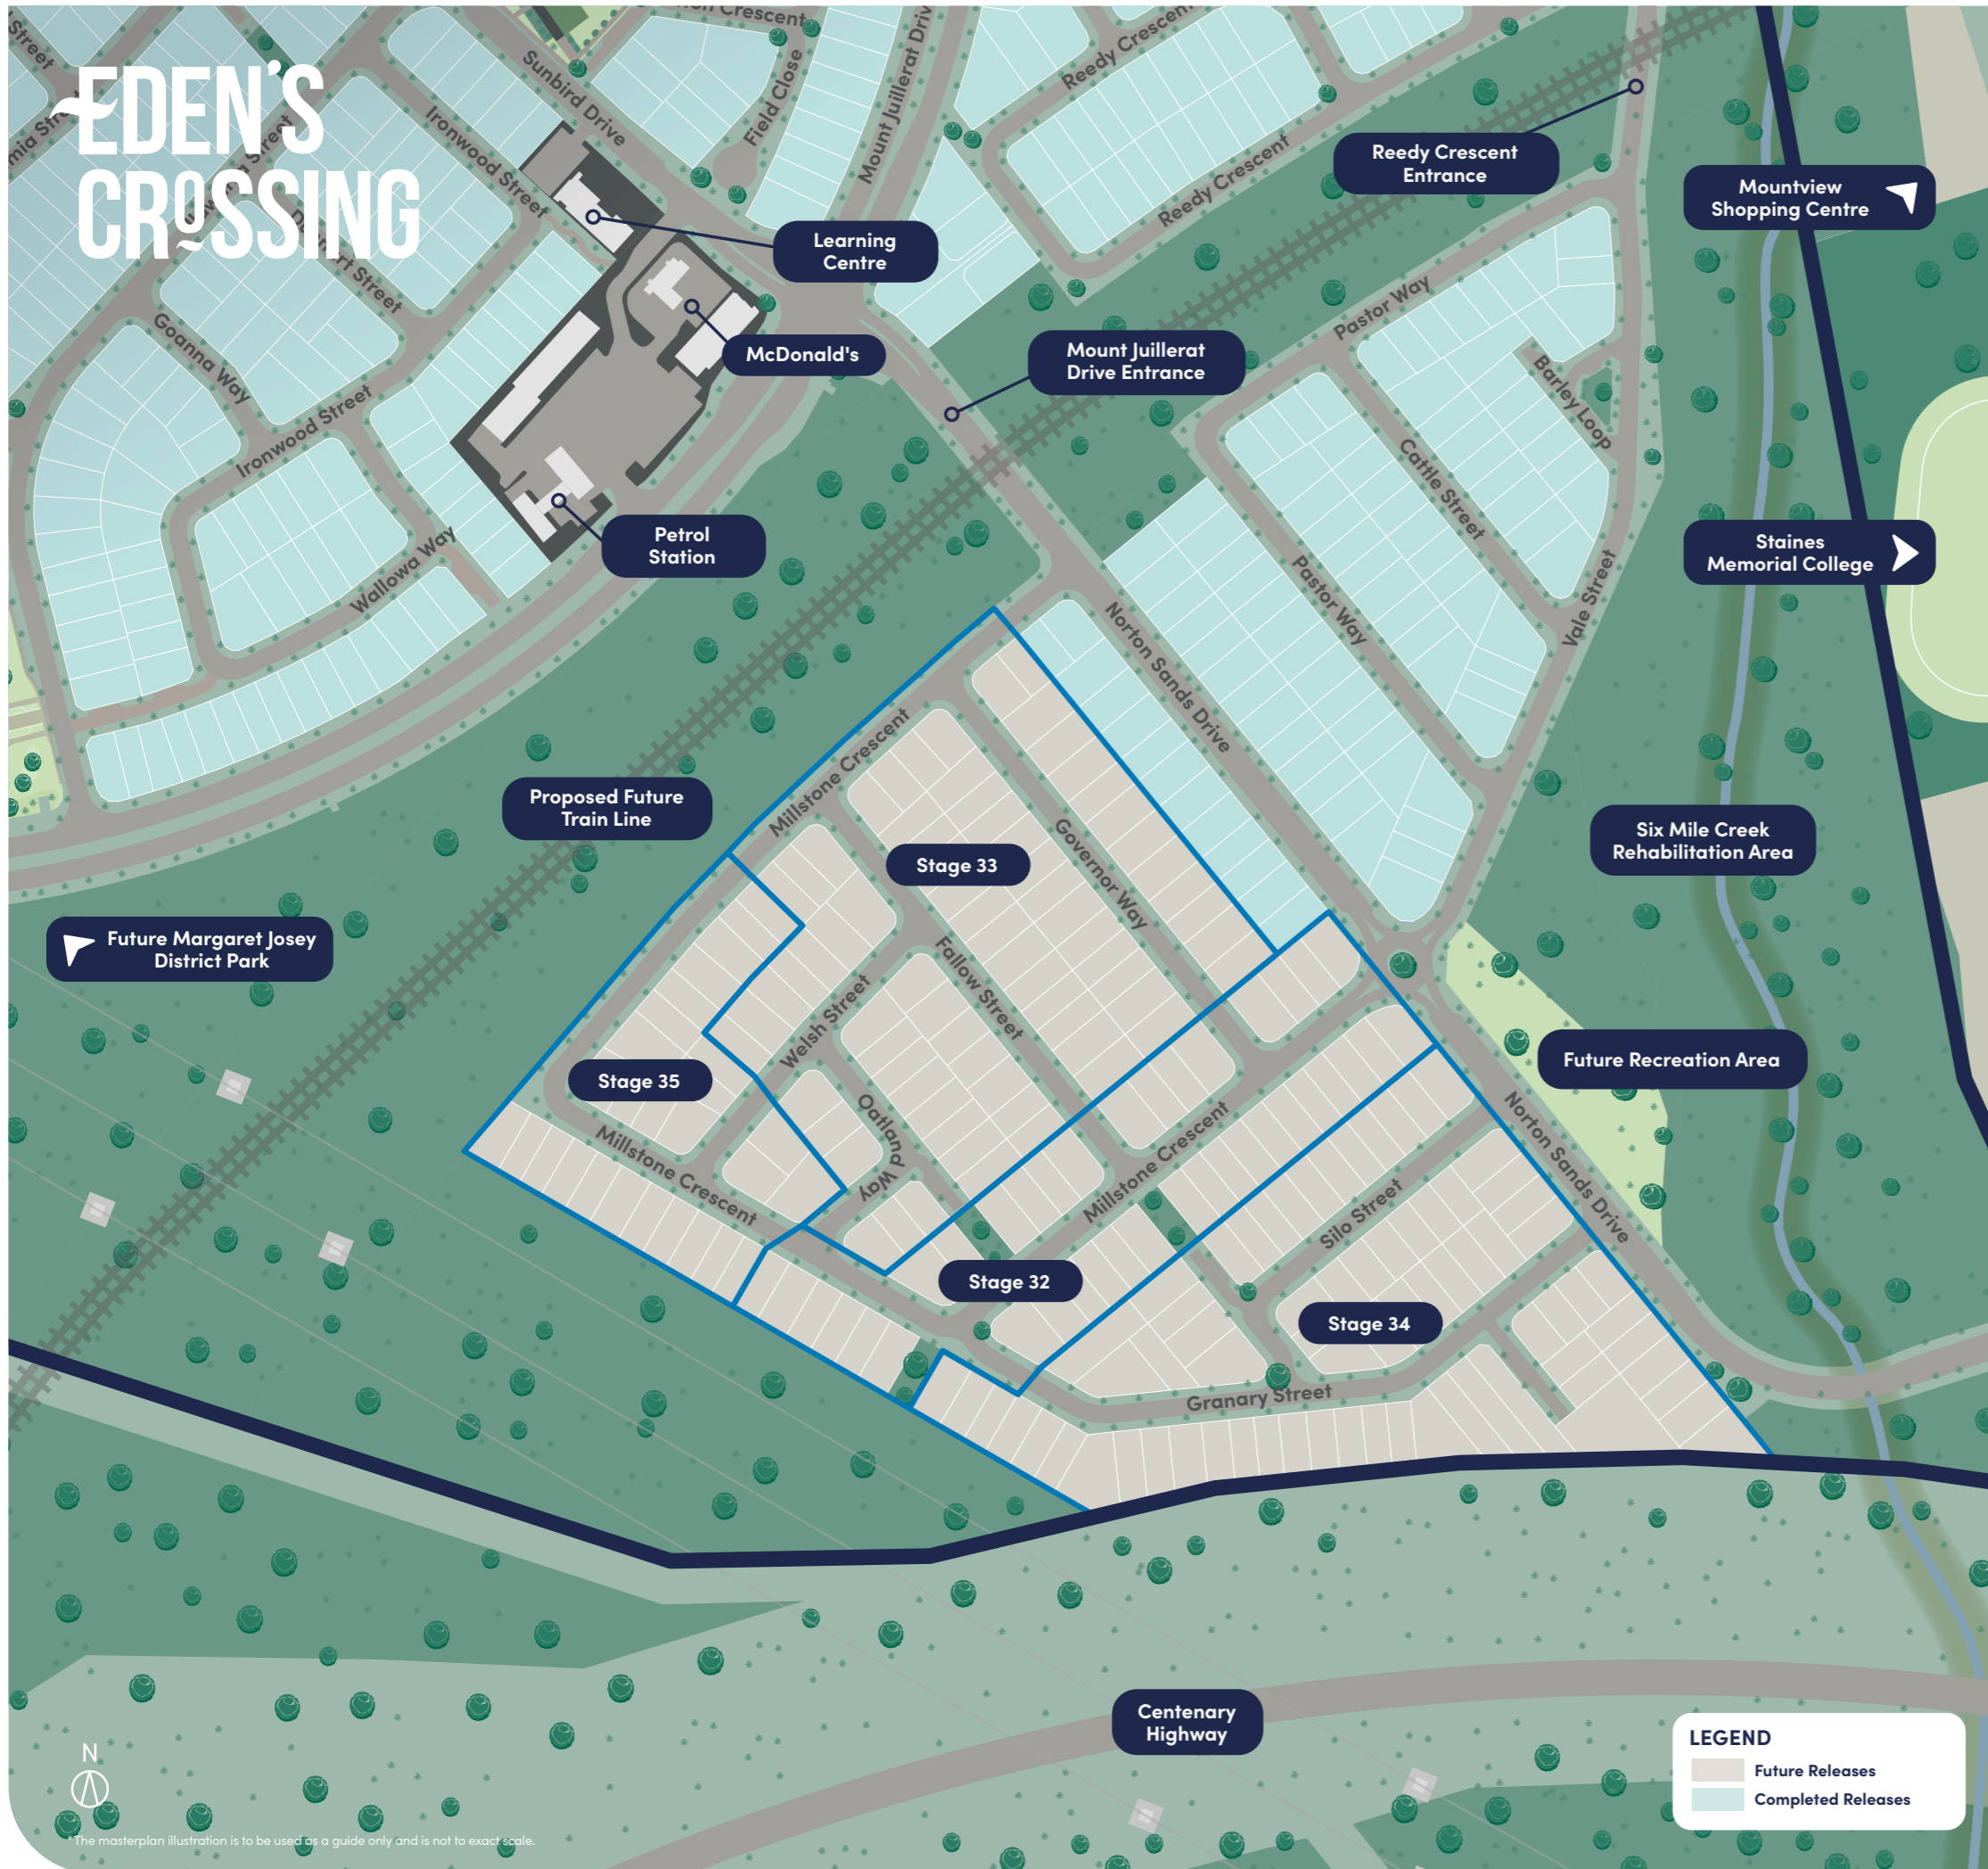 EDEN'S
CROSSING
Street
Sunbird Drive
Crescent
Field Close
Mount Juillerat Driv
Reedy Crescent
Ironwood Street
Street
Street
Goanna Way
Ironwood Street
Wallowa Way
Learning
Centre
McDonald's
Petrol
Station
Reedy Crescent
Reedy Crescent
Entrance
Mountview
Shopping Centre
Mount Juillerat
Drive Entrance
Pastor Way
Barley Loop
Cattle Street
Pastor Way
Vale Street
Staines
Memorial College
Norton Sands Drive
Proposed Future
Train Line
Millstone Crescent
Stage 33
Governor Way
Six Mile Creek
Rehabilitation Area
Future Margaret Josey
District Park
Fallow Street
Welsh Street
Stage 35
Oatland Way
Millstone Crescent
Millstone Crescent
Future Recreation Area
Norton Sands Drive
Silo Street
Stage 32
Stage 34
Granary Street
Centenary
Highway
LEGEND
Future Releases
Completed Releases
N
*The masterplan illustration is to be used as a guide only and is not to exact scale.